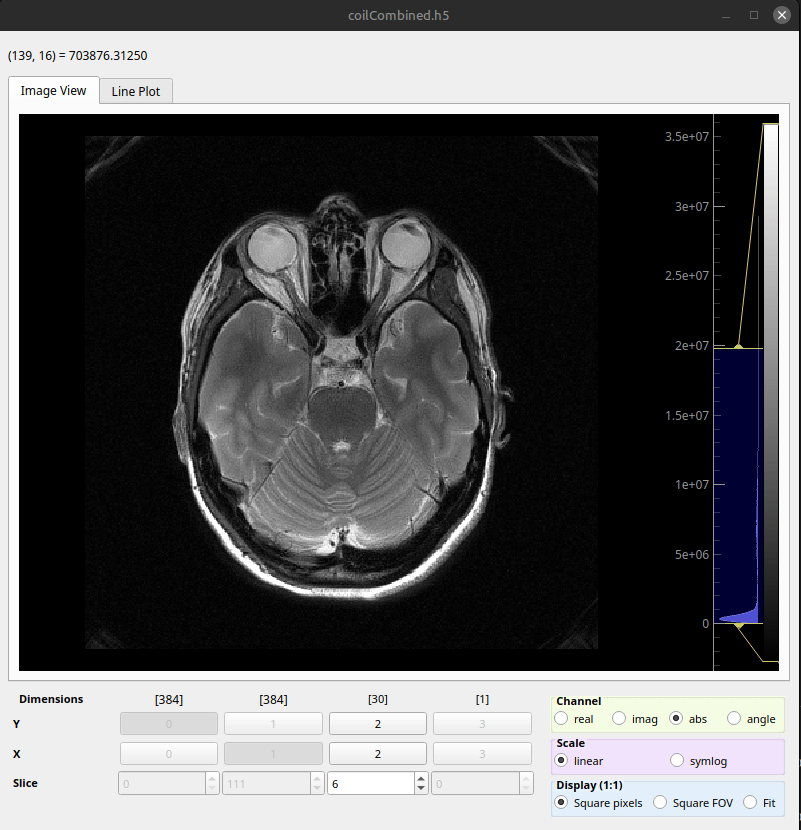 coilCombined.h5
(139, 16) = 703876.31250
Image View
Line Plot
3.5e+07
3e+07
2.5e+07
2e+07
1.5e+07
1e+07
5e+06
0
Dimensions [384] [384] [30] [1]
Y 0 1 2 3
X 0 1 2 3
Slice 0 111 6 0
Channel
real imag abs angle
Scale
linear symlog
Display (1:1)
Square pixels Square FOV Fit